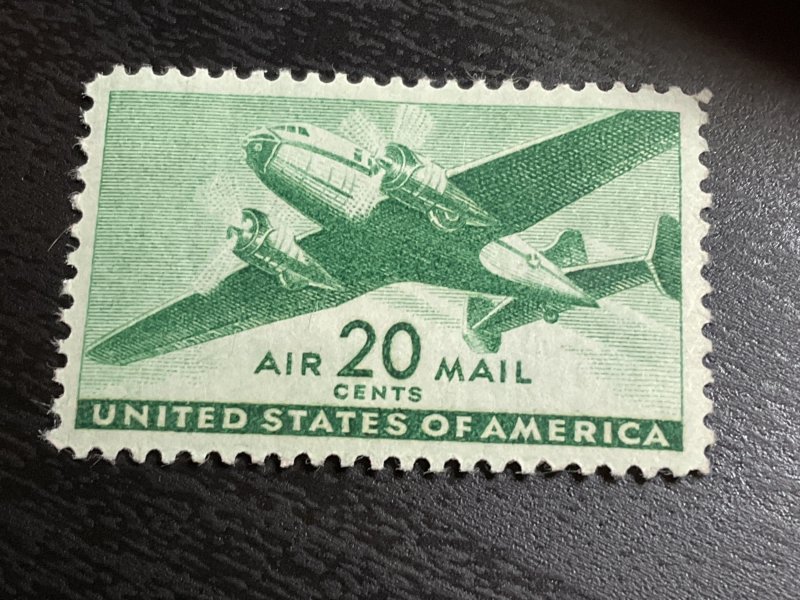 AIR 20 MAIL
CENTS
UNITED STATES OF AMERICA